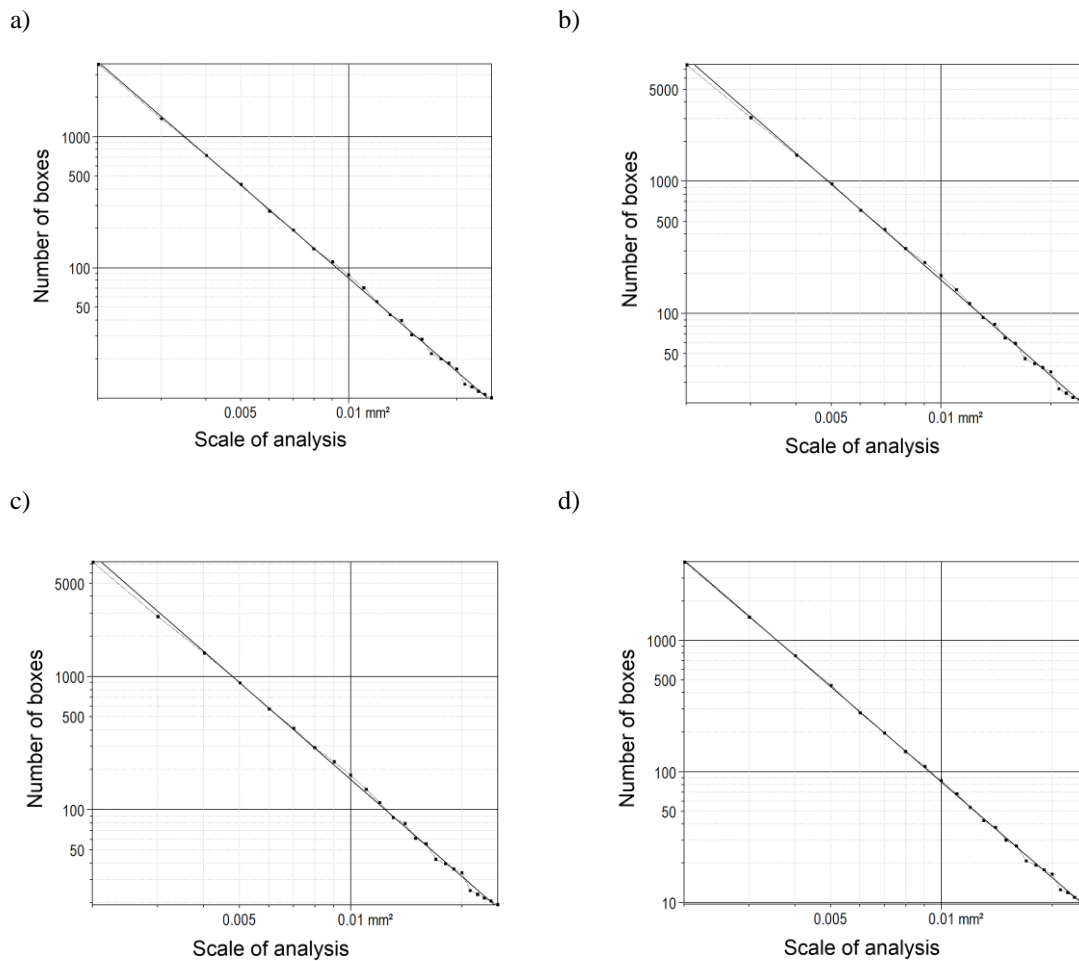 a)
1000
500
100
50
Number of boxes
0.005
0.01 mm²
Scale of analysis
b)
5000
1000
500
100
50
Number of boxes
0.005
0.01 mm²
Scale of analysis
c)
5000
1000
500
100
50
Number of boxes
0.005
0.01 mm²
Scale of analysis
d)
1000
500
100
50
10
Number of boxes
0.005
0.01 mm²
Scale of analysis